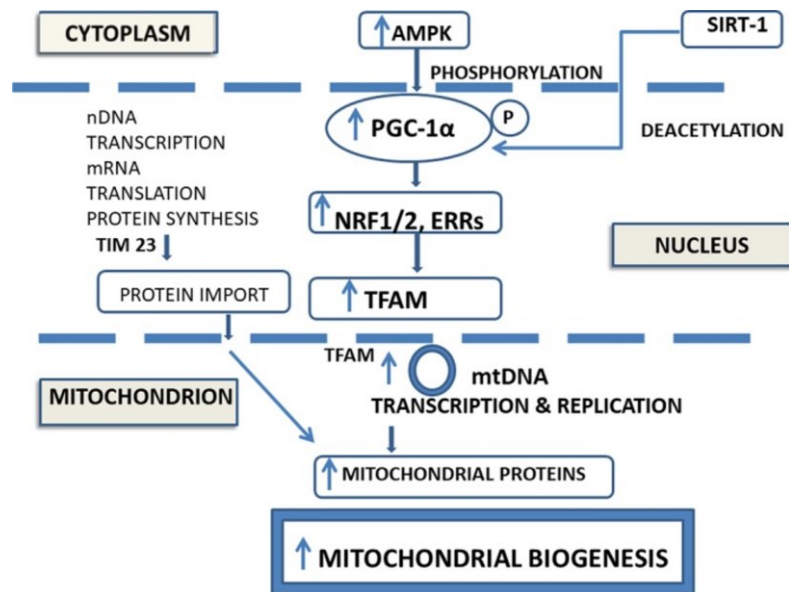 CYTOPLASM
AMPK
SIRT-1
PHOSPHORYLATION
nDNA
TRANSCRIPTION
mRNA
TRANSLATION
PROTEIN SYNTHESIS
TIM 23
PROTEIN IMPORT
PGC-1α
P
DEACETYLATION
NRF1/2, ERRs
NUCLEUS
TFAM
TFAM
mtDNA
TRANSCRIPTION & REPLICATION
MITOCHONDRION
MITOCHONDRIAL PROTEINS
MITOCHONDRIAL BIOGENESIS